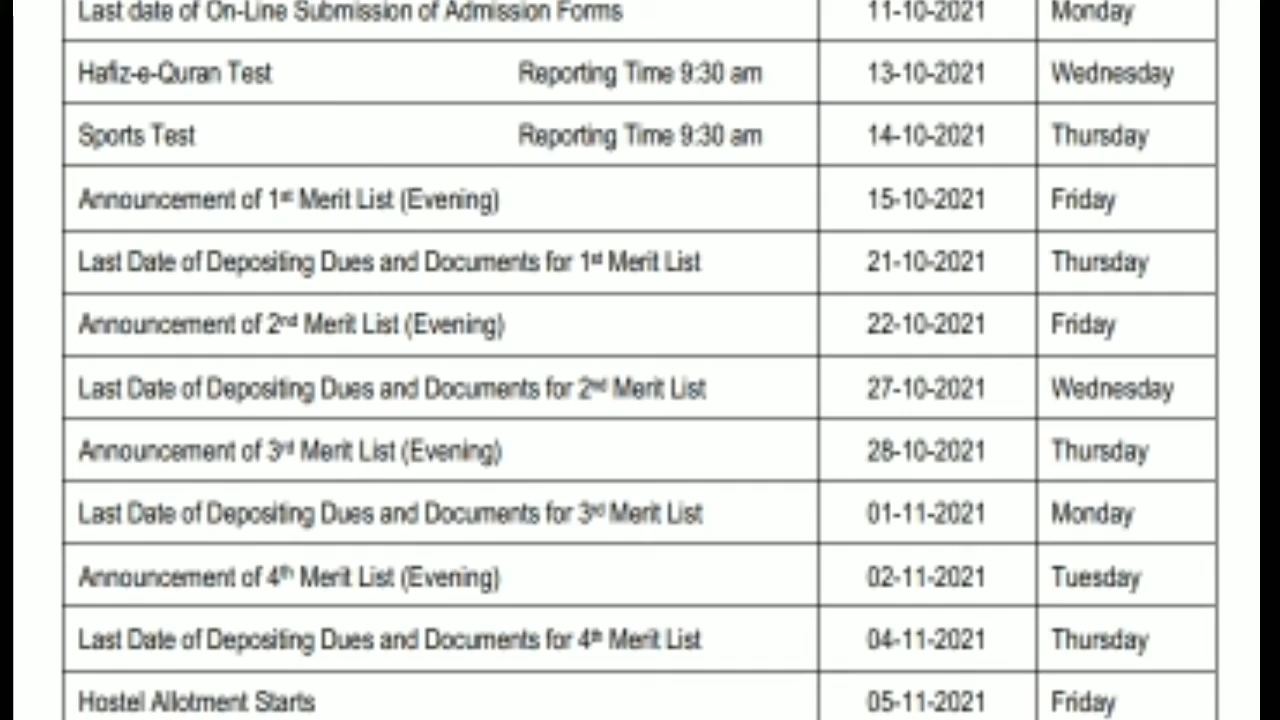 Last date of On-Line Submission of Admission Forms 11-10-2021 Monday
Hafiz-e-Quran Test Reporting Time 9:30 am 13-10-2021 Wednesday
Sports Test Reporting Time 9:30 am 14-10-2021 Thursday
Announcement of 1st Merit List (Evening) 15-10-2021 Friday
Last Date of Depositing Dues and Documents for 1st Merit List 21-10-2021 Thursday
Announcement of 2nd Merit List (Evening) 22-10-2021 Friday
Last Date of Depositing Dues and Documents for 2nd Merit List 27-10-2021 Wednesday
Announcement of 3rd Merit List (Evening) 28-10-2021 Thursday
Last Date of Depositing Dues and Documents for 3rd Merit List 01-11-2021 Monday
Announcement of 4th Merit List (Evening) 02-11-2021 Tuesday
Last Date of Depositing Dues and Documents for 4th Merit List 04-11-2021 Thursday
Hostel Allotment Starts 05-11-2021 Friday